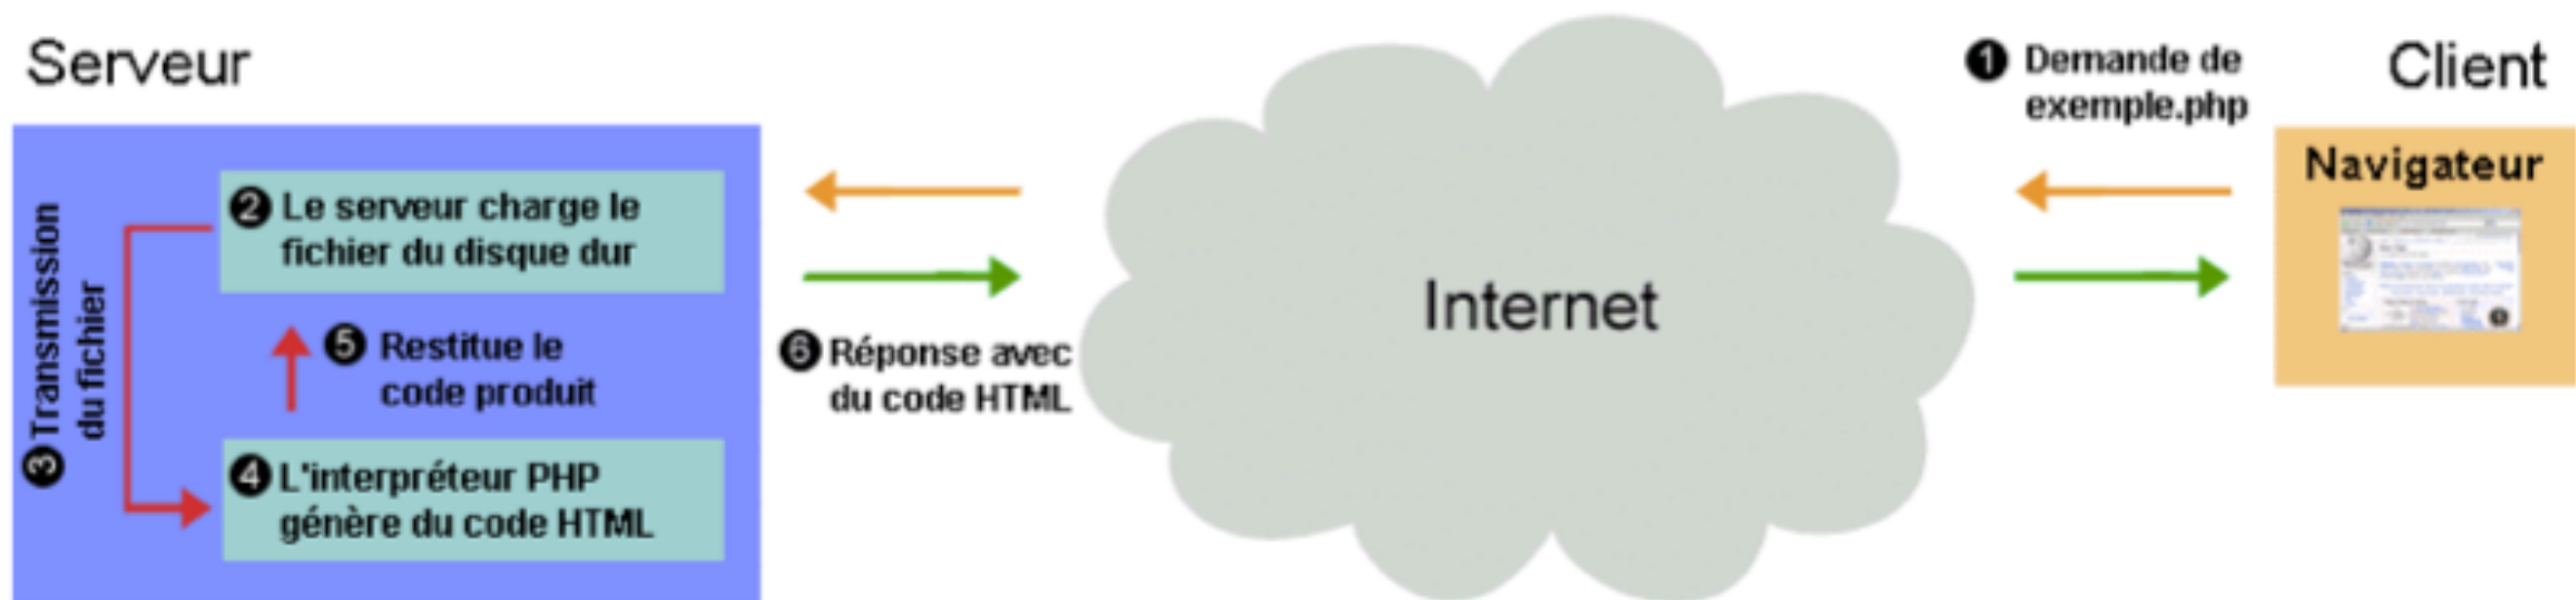 Serveur
❶ Demande de
exemple.php
Client
Navigateur
❷ Le serveur charge le
fichier du disque dur
❸ Transmission
du fichier
❺ Restitue le
code produit
❹ L'interpréteur PHP
génère du code HTML
❻ Réponse avec
du code HTML
Internet